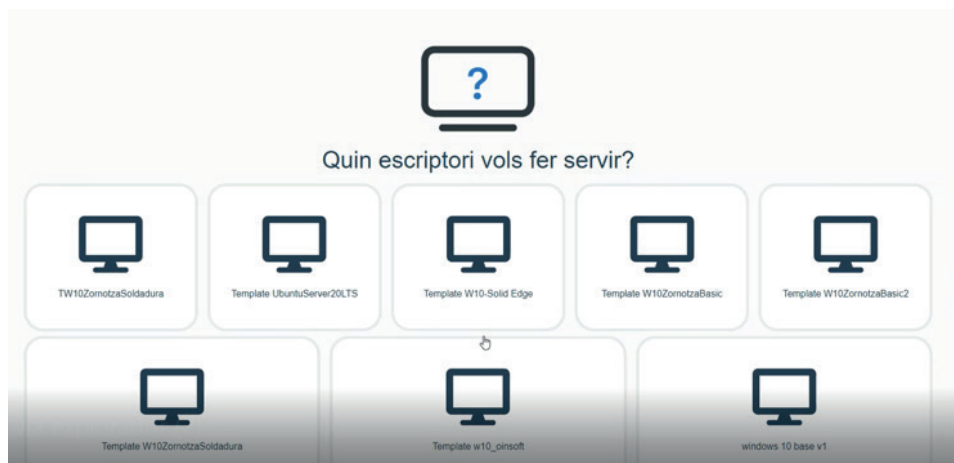 ?
Quin escriptori vols fer servir?
TW10ZornotzaSoldadura
Template UbuntuServer20LTS
Template W10-Solid Edge
Template W10ZornotzaBasic
Template W10ZornotzaBasic2
Template W10ZornotzaSoldadura
Template w10_oinsoft
windows 10 base v1